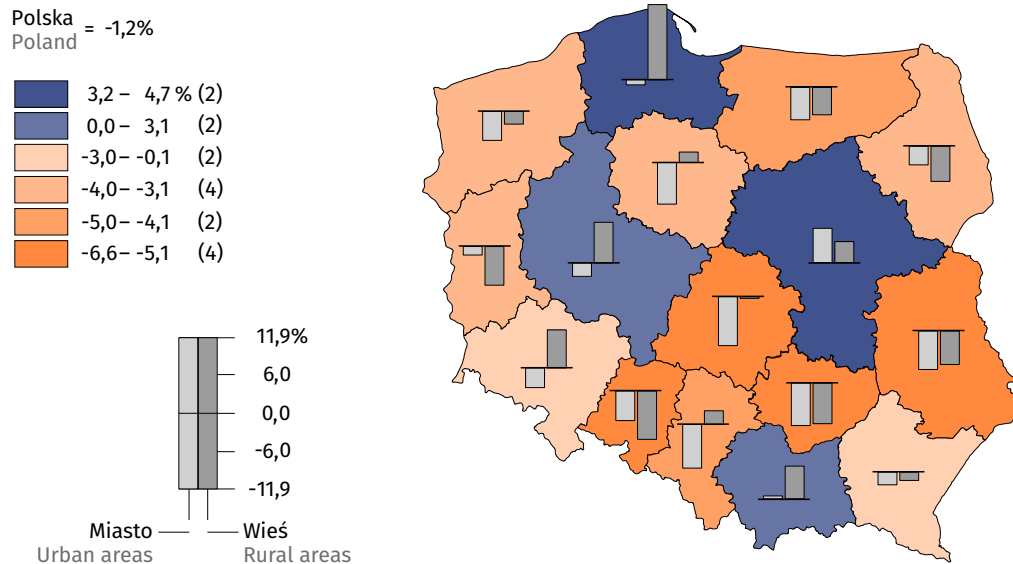 Polska
Poland
= -1,2%
3,2 – 4,7 % (2)
0,0 – 3,1 (2)
-3,0 – -0,1 (2)
-4,0 – -3,1 (4)
-5,0 – -4,1 (2)
-6,6 – -5,1 (4)
11,9%
6,0
0,0
-6,0
-11,9
Miasto Wieś
Urban areas Rural areas